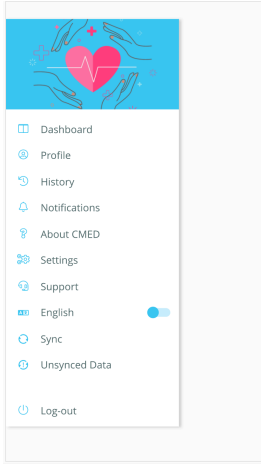 Dashboard
Profile
History
Notifications
About CMED
Settings
Support
English
Sync
Unsynced Data
Log-out